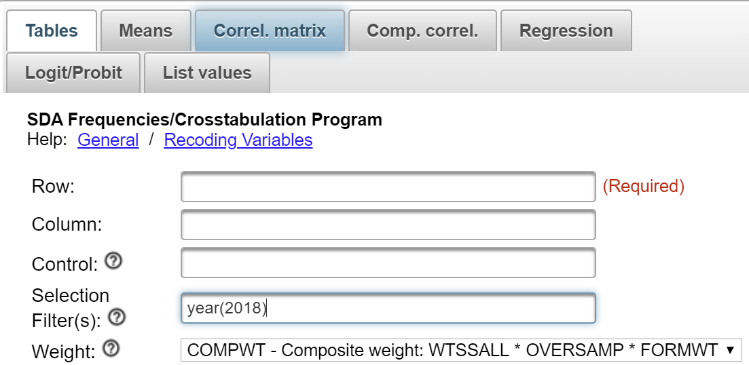 Tables Means Correl. matrix Comp. correl. Regression
Logit/Probit List values
SDA Frequencies/Crosstabulation Program
Help: General / Recoding Variables
Row: (Required)
Column:
Control: ?
Selection
Filter(s): ? year(2018)
Weight: ? COMPWT - Composite weight: WTSSALL * OVERSAMP * FORMWT